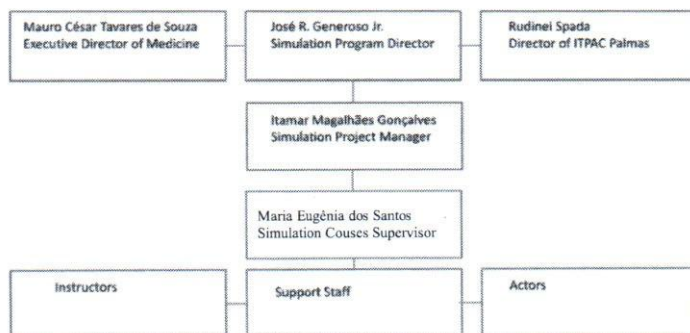 Mauro César Tavares de Souza
Executive Director of Medicine
José R. Generoso Jr.
Simulation Program Director
Rudinei Spada
Director of ITPAC Palmas
Itamar Magalhães Gonçalves
Simulation Project Manager
Maria Eugênia dos Santos
Simulation Couses Supervisor
Instructors
Support Staff
Actors